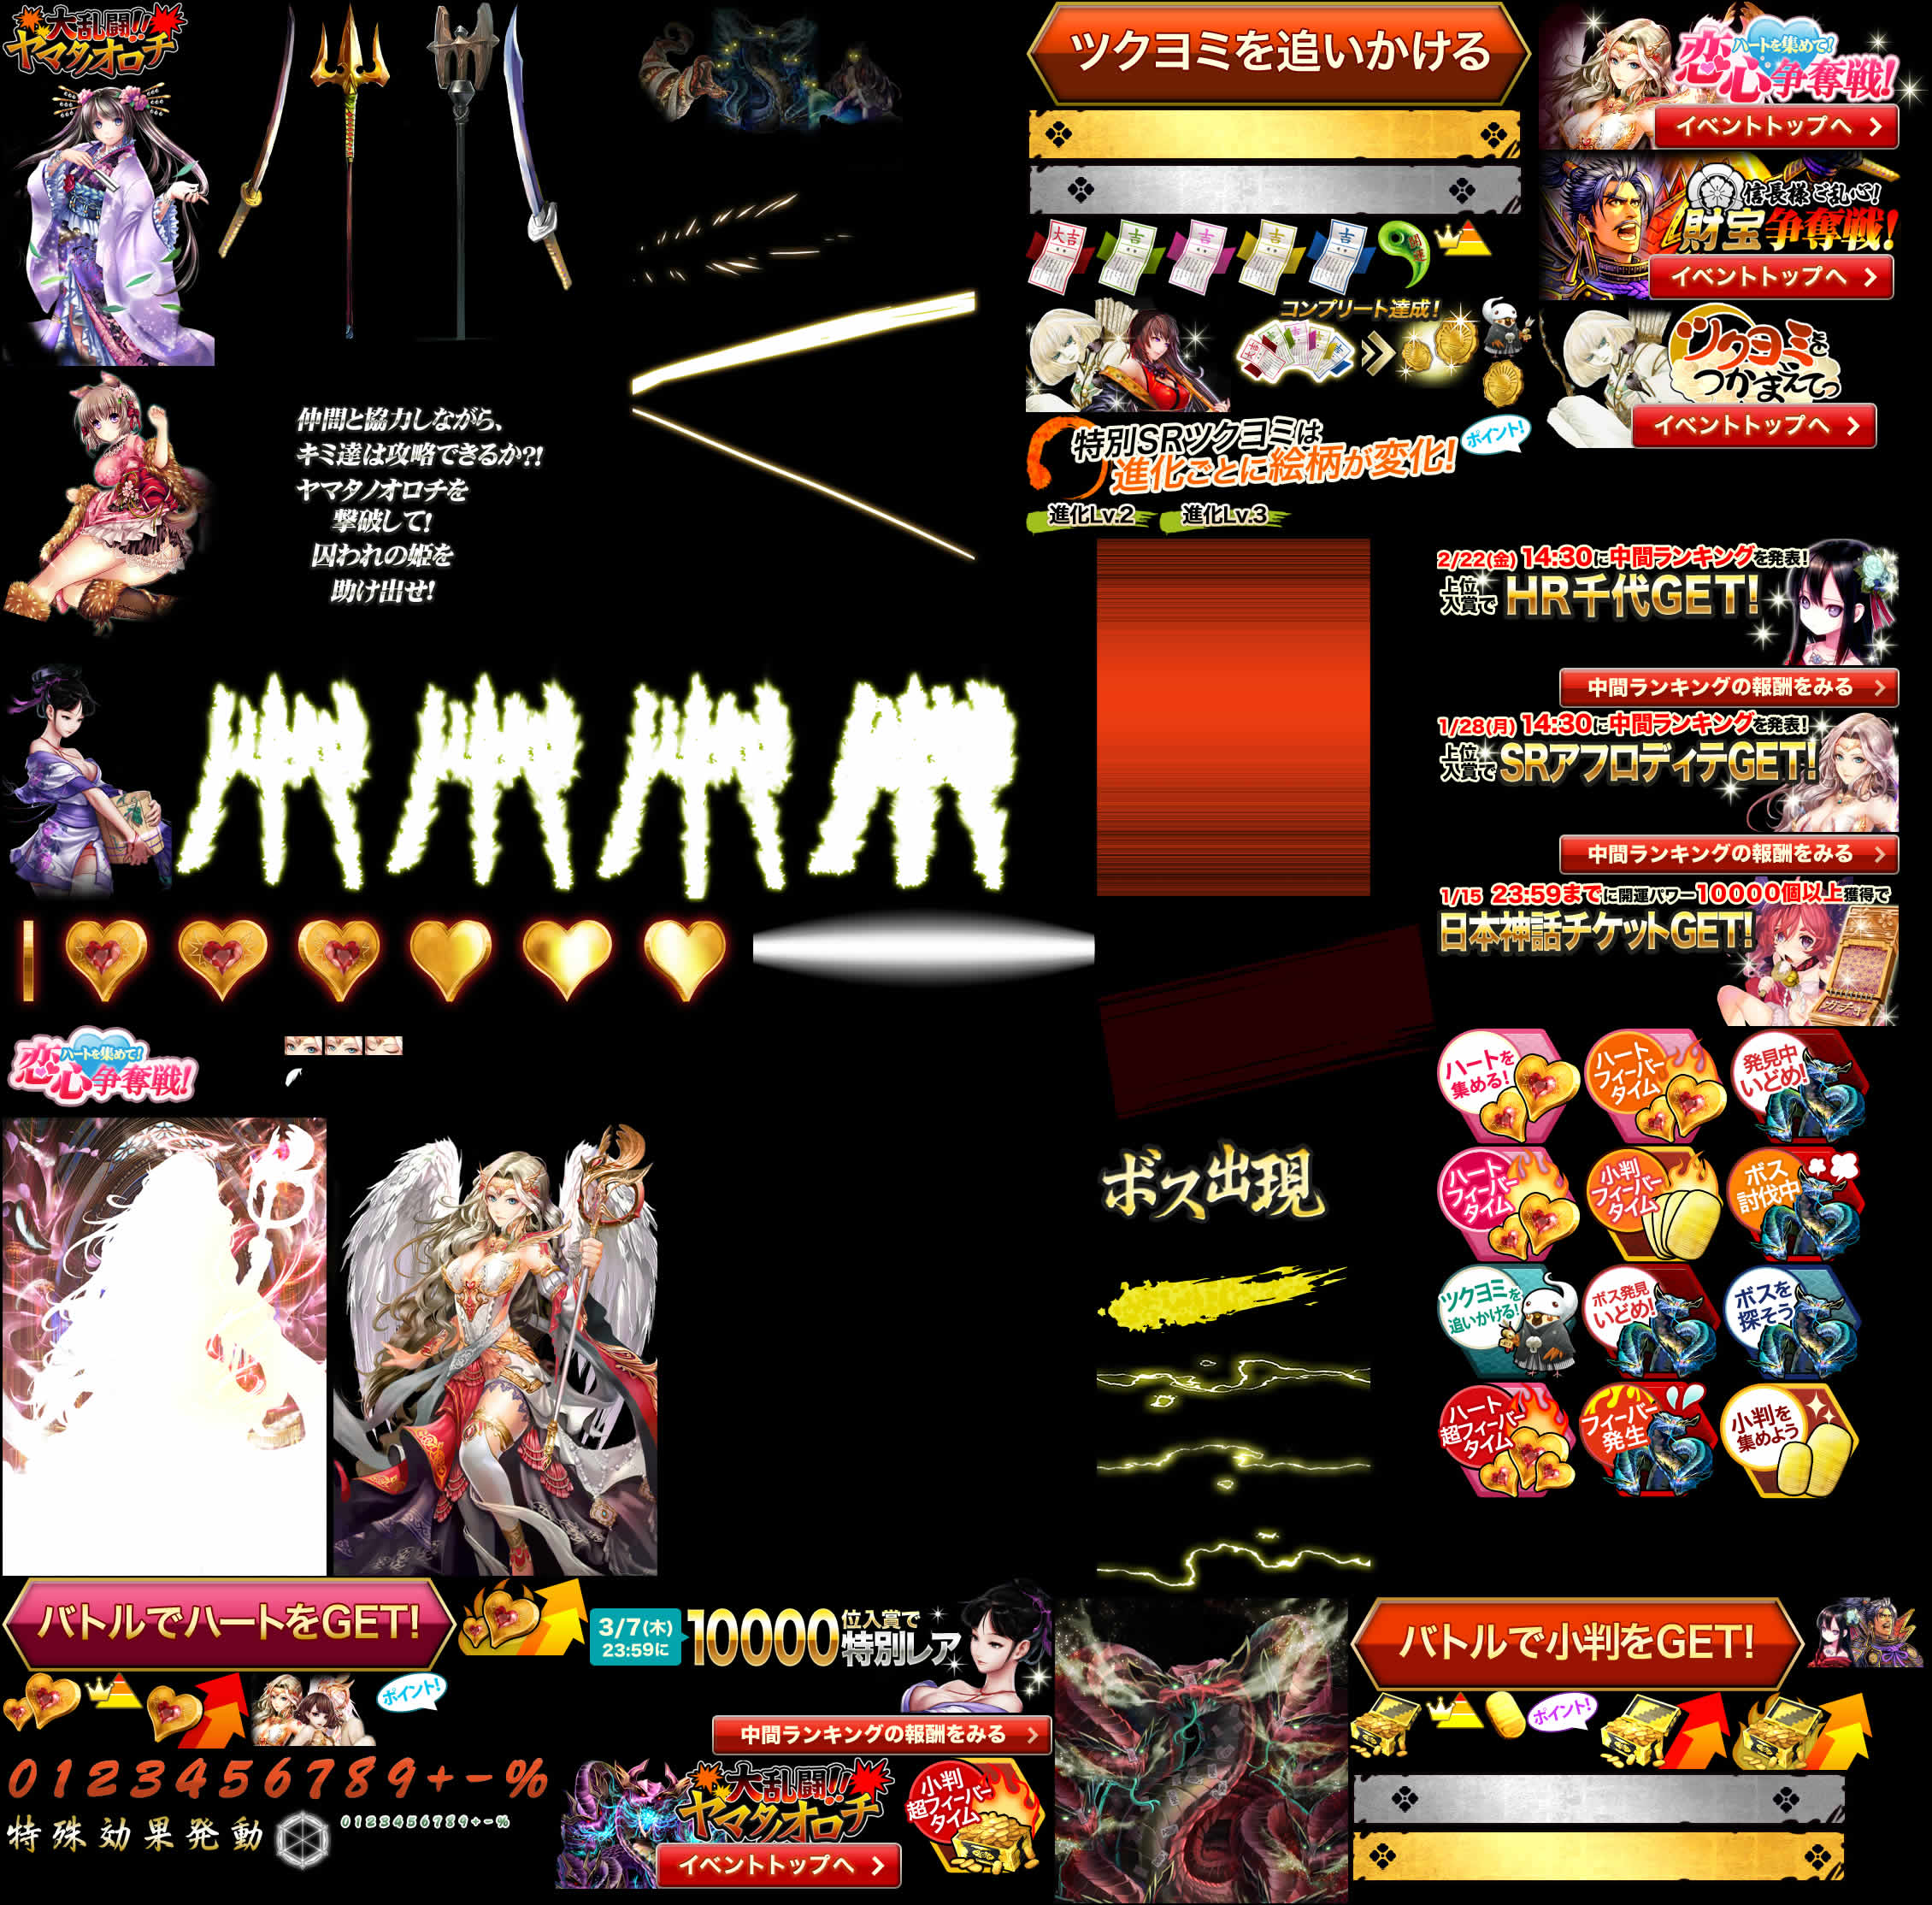 大乱闘!!
ヤマタノオロチ
仲間と協力しながら、
キミ達は攻略できるか?!
ヤマタノオロチを
撃破して!
囚われの姫を
助け出せ!
ハートを集めて!
恋心争奪戦!
ツクヨミを追いかける
大吉
吉
吉
吉
吉
開運
コンプリート達成!
特別SRツクヨミは
進化ごとに絵柄が変化!
ポイント!
進化Lv.2
進化Lv.3
ハートを集めて!
恋心争奪戦!
イベントトップへ
信長様ご乱心!
財宝争奪戦!
イベントトップへ
ツクヨミを
つかまえてっ
イベントトップへ
2/22(金) 14:30に中間ランキングを発表!
上位入賞で HR千代GET!
中間ランキングの報酬をみる
1/28(月) 14:30に中間ランキングを発表!
上位入賞で SRアフロディテGET!
中間ランキングの報酬をみる
1/15 23:59までに開運パワー10000個以上獲得で
日本神話チケットGET!
ボス出現
ハートを集める!
ハートフィーバータイム
発見中いどめ!
ハートフィーバータイム
小判フィーバータイム
ボス討伐中
ツクヨミを追いかける!
ボス発見いどめ!
ボスを探そう
ハート超フィーバータイム
フィーバー発生
小判を集めよう
バトルでハートをGET!
ポイント!
0123456789+-%
特殊効果発動
0123456789+-%
3/7(木)
23:59に
10000位入賞で
特別レア
中間ランキングの報酬をみる
大乱闘!!
ヤマタノオロチ
イベントトップへ
小判超フィーバータイム
バトルで小判をGET!
ポイント!